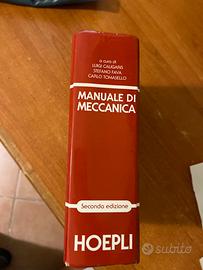 a cura di
LUIGI CALIGARIS
STEFANO FAVA
CARLO TOMASELLO
MANUALE DI
MECCANICA
Seconda edizione
HOEPLI
subito